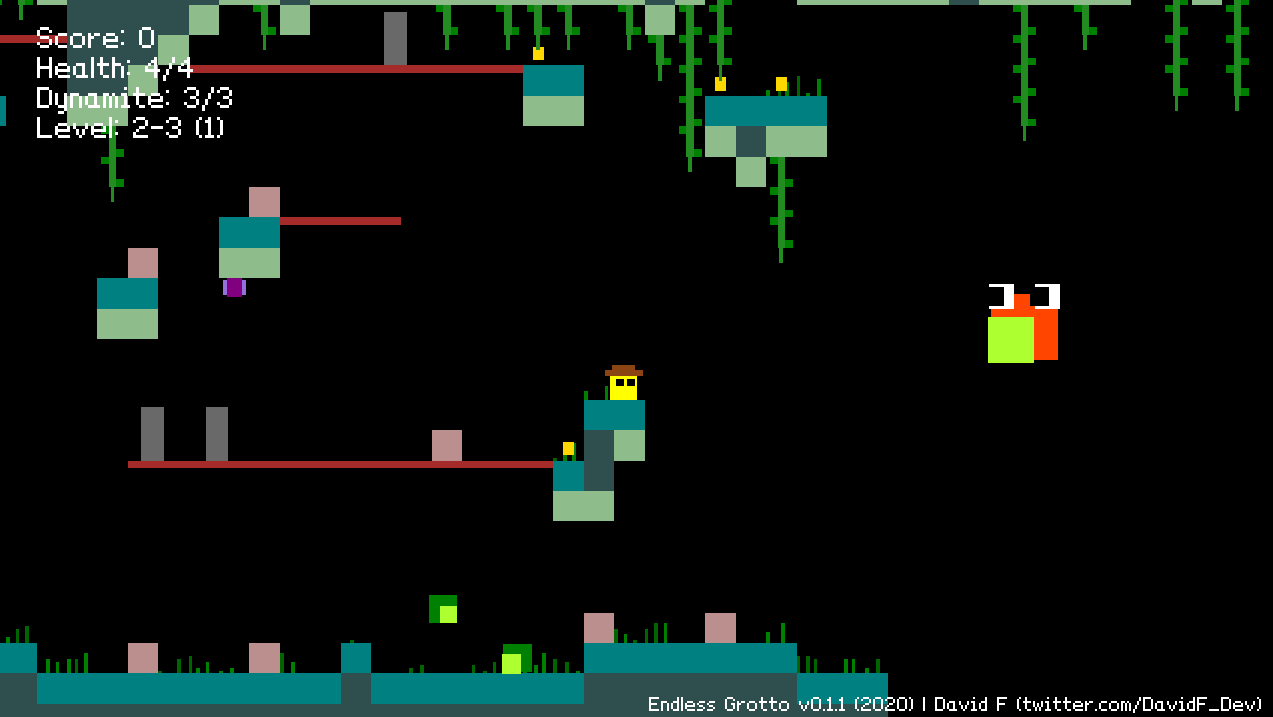 Score: 0
Health: 4/4
Dynamite: 3/3
Level: 2-3 (1)
Endless Grotto v0.1.1 (2020) | David F (twitter.com/DavidF_Dev)